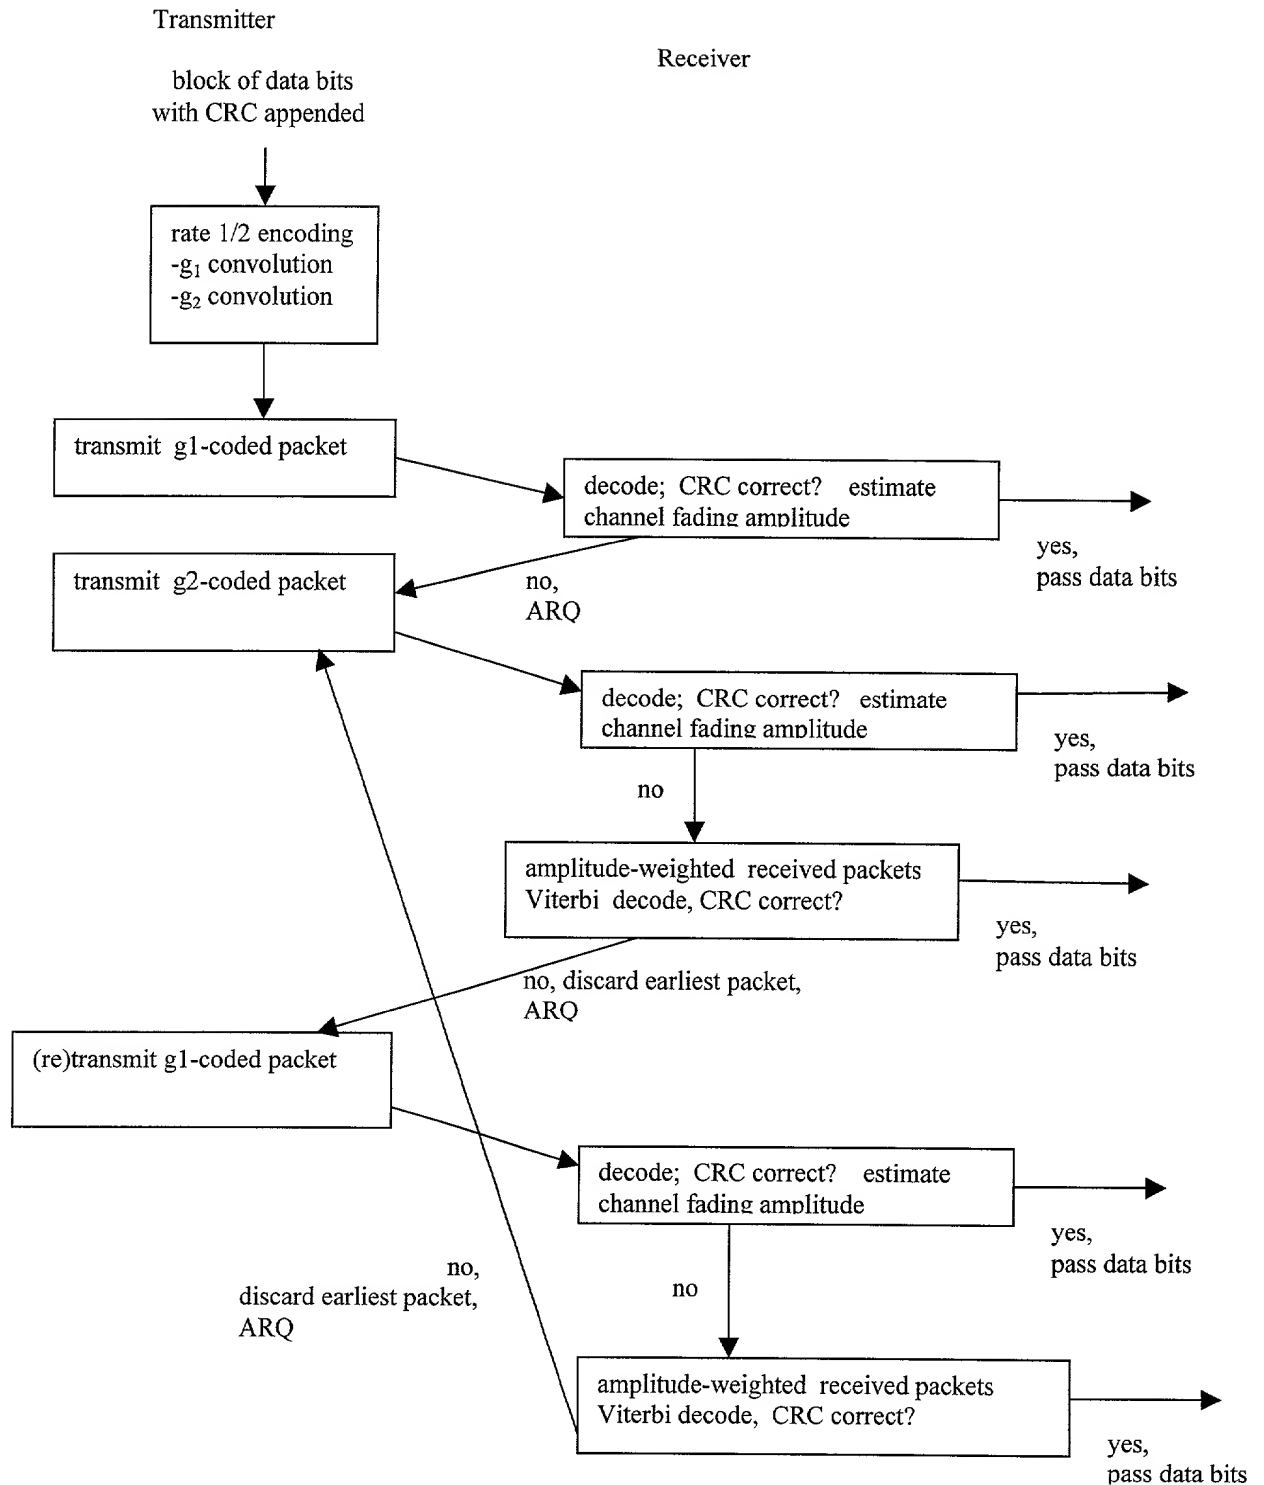 Transmitter
Receiver
block of data bits
with CRC appended
rate 1/2 encoding
-g₁ convolution
-g₂ convolution
transmit g1-coded packet
decode; CRC correct? estimate
channel fading amplitude
yes,
pass data bits
no,
ARQ
transmit g2-coded packet
decode; CRC correct? estimate
channel fading amplitude
yes,
pass data bits
no
amplitude-weighted received packets
Viterbi decode, CRC correct?
yes,
pass data bits
no, discard earliest packet,
ARQ
(re)transmit g1-coded packet
decode; CRC correct? estimate
channel fading amplitude
yes,
pass data bits
no,
discard earliest packet,
ARQ
no
amplitude-weighted received packets
Viterbi decode, CRC correct?
yes,
pass data bits